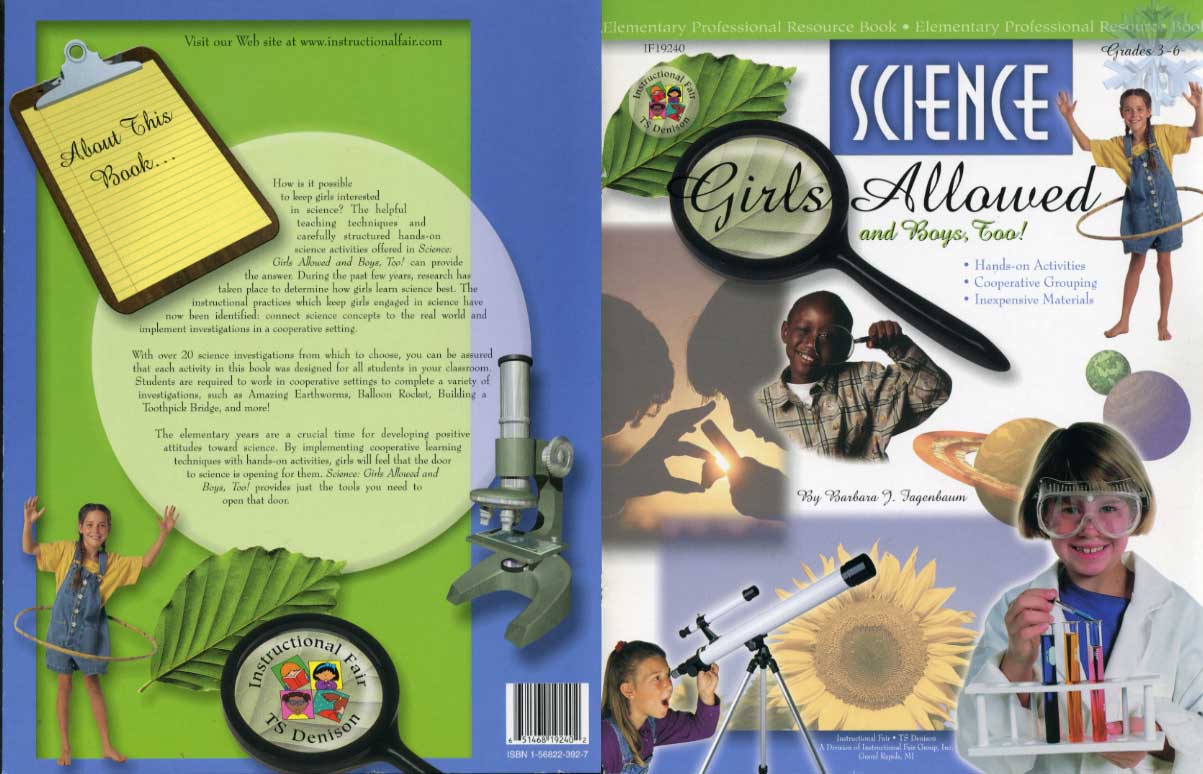 Visit our Web site at www.instructionalfair.com
About This
Book...
How is it possible
to keep girls interested
in science? The helpful
teaching techniques and
carefully structured hands-on
science activities offered in Science:
Girls Allowed and Boys, Too! can provide
the answer. During the past few years, research has
taken place to determine how girls learn science best. The
instructional practices which keep girls engaged in science have
now been identified: connect science concepts to the real world and
implement investigations in a cooperative setting.
With over 20 science investigations from which to choose, you can be assured
that each activity in this book was designed for all students in your classroom.
Students are required to work in cooperative settings to complete a variety of
investigations, such as Amazing Earthworms, Balloon Rocket, Building a
Toothpick Bridge, and more!
The elementary years are a crucial time for developing positive
attitudes toward science. By implementing cooperative learning
techniques with hands-on activities, girls will feel that the door
to science is opening for them. Science: Girls Allowed and
Boys, Too! provides just the tools you need to
open that door.
Instructional Fair
TS Denison
6 51468 19240 2
ISBN 1-56822-392-7
Elementary Professional Resource Book • Elementary Professional Resource Boo
IF19240
Grades 3-6
Instructional Fair
TS Denison
SCIENCE
Girls Allowed
and Boys, Too!
• Hands-on Activities
• Cooperative Grouping
• Inexpensive Materials
By Barbara J. Fagenbaum
Instructional Fair • TS Denison
A Division of Instructional Fair Group, Inc.
Grand Rapids, MI